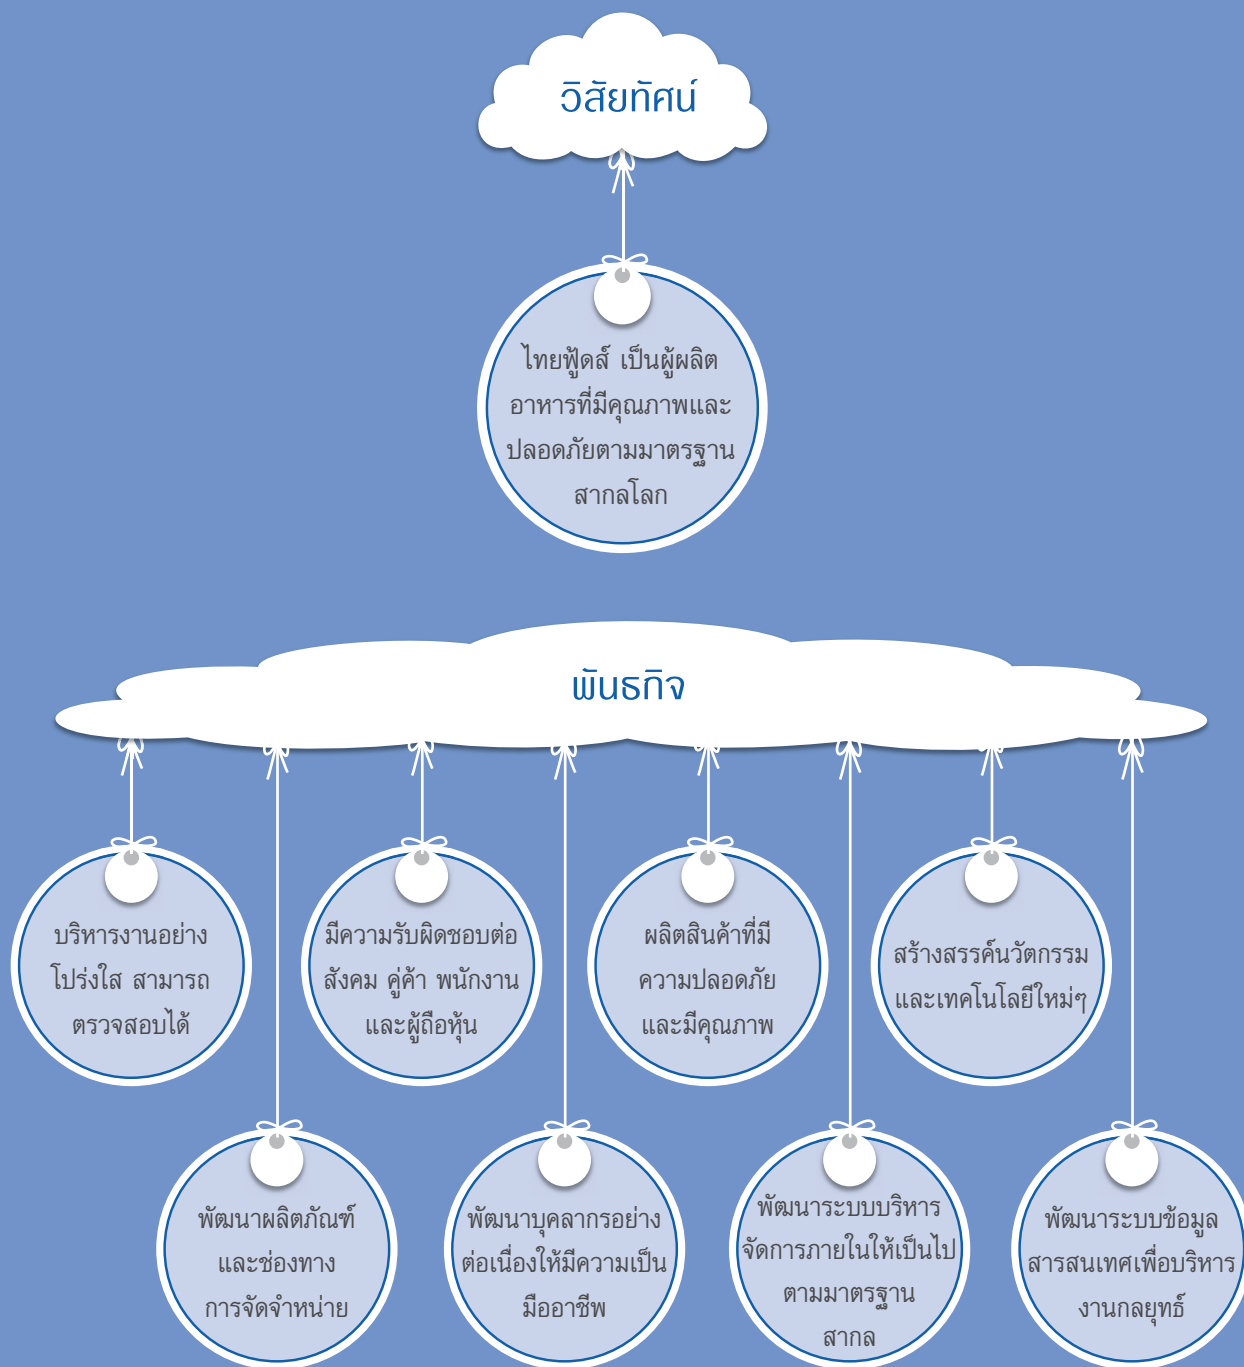 วิสัยทัศน์
ไทยฟู้ดส์ เป็นผู้ผลิต
อาหารที่มีคุณภาพและ
ปลอดภัยตามมาตรฐาน
สากลโลก
พันธกิจ
บริหารงานอย่าง
โปร่งใส สามารถ
ตรวจสอบได้
มีความรับผิดชอบต่อ
สังคม คู่ค้า พนักงาน
และผู้ถือหุ้น
ผลิตสินค้าที่มี
ความปลอดภัย
และมีคุณภาพ
สร้างสรรค์นวัตกรรม
และเทคโนโลยีใหม่ๆ
พัฒนาผลิตภัณฑ์
และช่องทาง
การจัดจำหน่าย
พัฒนาบุคลากรอย่าง
ต่อเนื่องให้มีความเป็น
มืออาชีพ
พัฒนาระบบบริหาร
จัดการภายในให้เป็นไป
ตามมาตรฐาน
สากล
พัฒนาระบบข้อมูล
สารสนเทศเพื่อบริหาร
งานกลยุทธ์